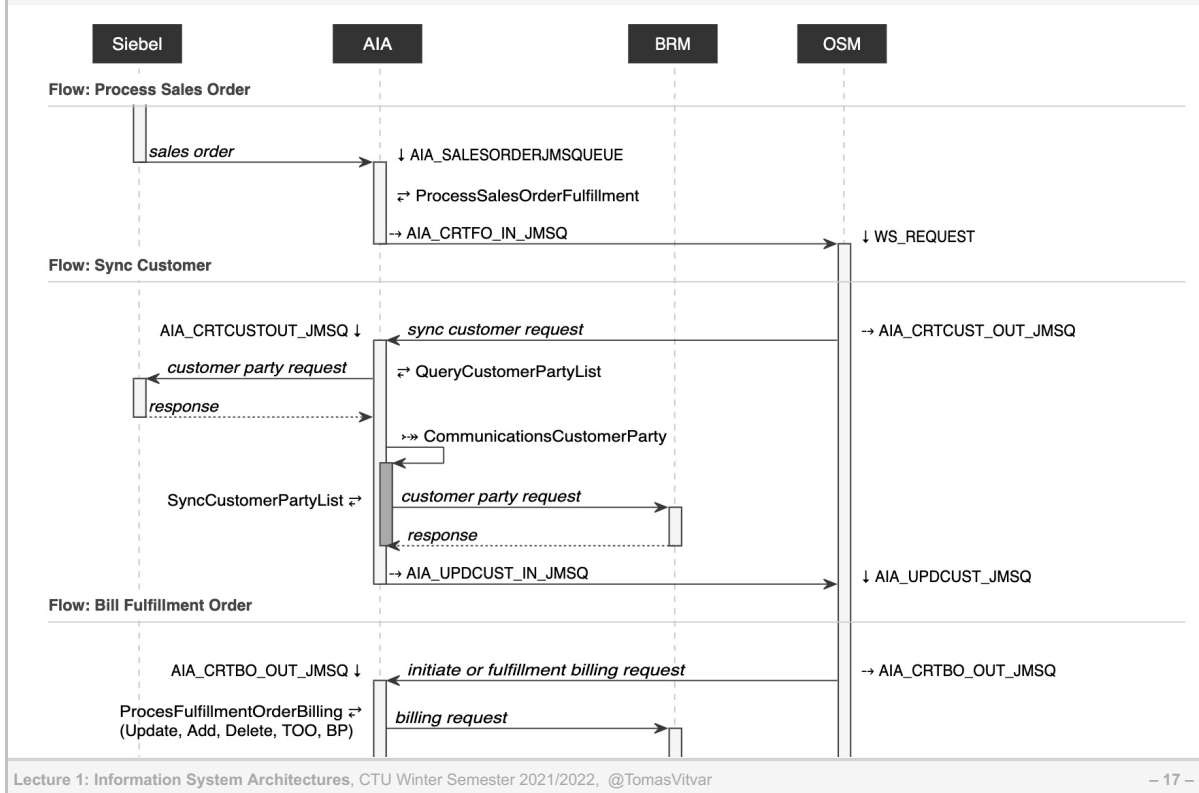 Siebel AIA BRM OSM
Flow: Process Sales Order
sales order ↓ AIA_SALESORDERJMSQUEUE
⇄ ProcessSalesOrderFulfillment
⇢ AIA_CRTFO_IN_JMSQ ↓ WS_REQUEST
Flow: Sync Customer
AIA_CRTCUSTOUT_JMSQ ↓ sync customer request ⇢ AIA_CRTCUST_OUT_JMSQ
customer party request ⇄ QueryCustomerPartyList
response
⤐ CommunicationsCustomerParty
SyncCustomerPartyList ⇄ customer party request
response
⇢ AIA_UPDCUST_IN_JMSQ ↓ AIA_UPDCUST_JMSQ
Flow: Bill Fulfillment Order
AIA_CRTBO_OUT_JMSQ ↓ initiate or fulfillment billing request ⇢ AIA_CRTBO_OUT_JMSQ
ProcesFulfillmentOrderBilling ⇄ billing request
(Update, Add, Delete, TOO, BP)
Lecture 1: Information System Architectures, CTU Winter Semester 2021/2022, @TomasVitvar – 17 –